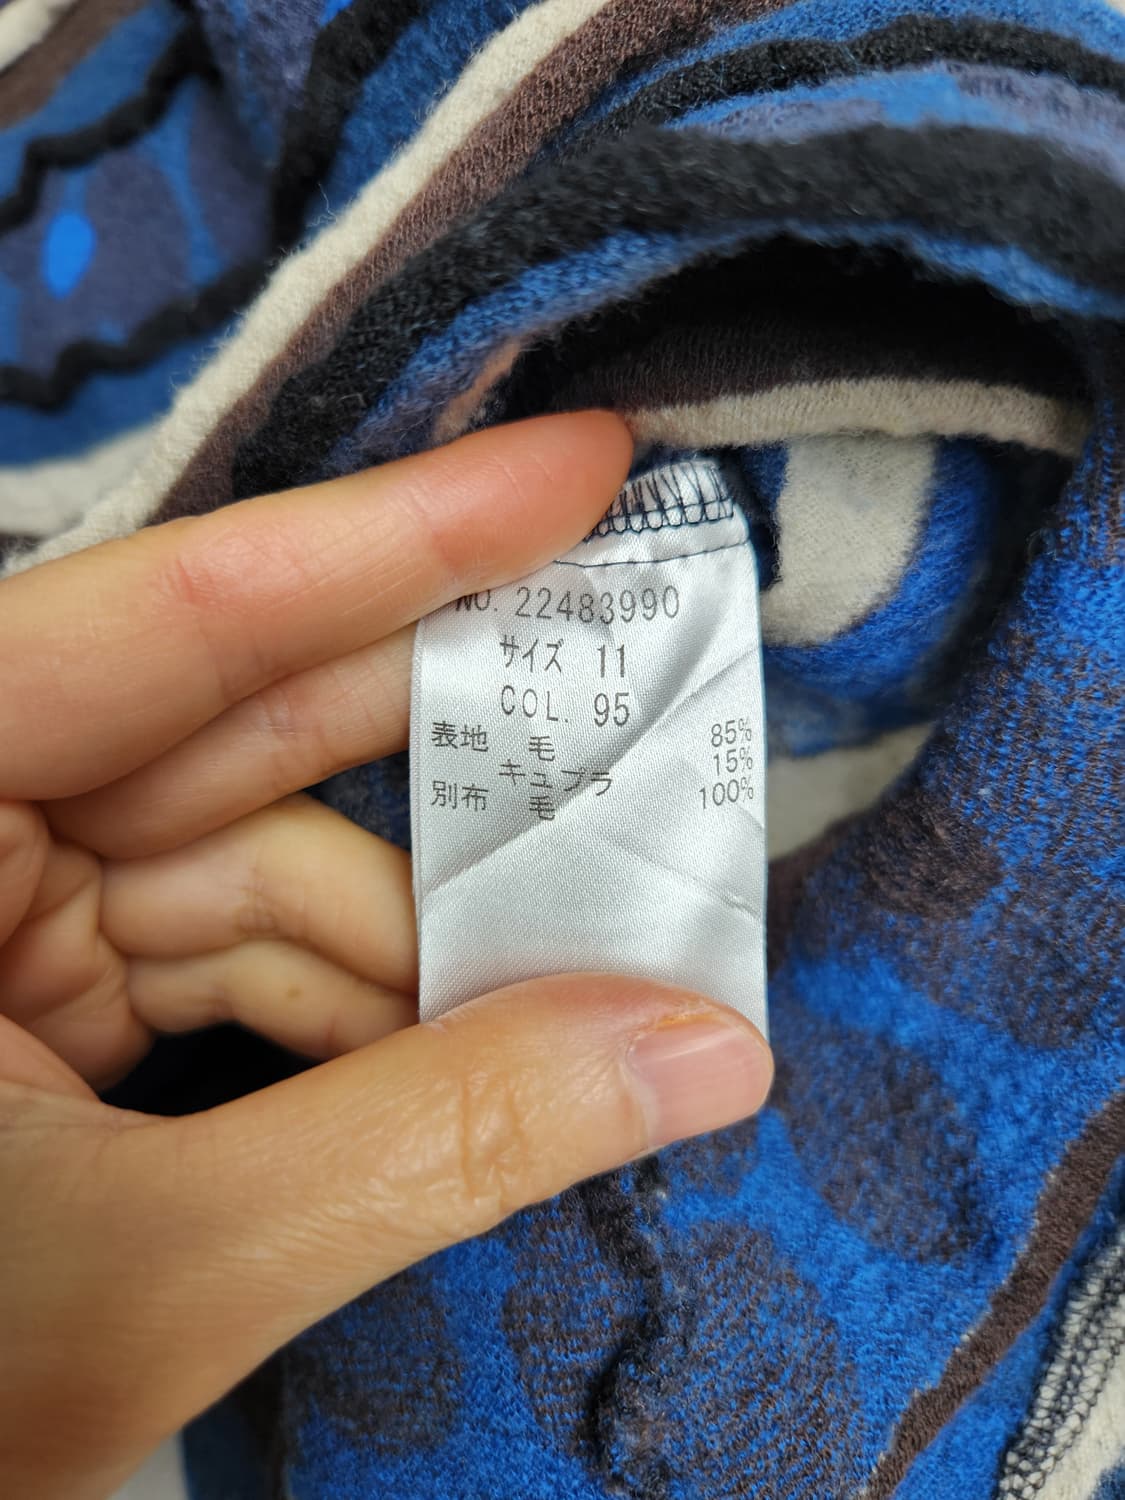 NO. 22483990
サイズ 11
COL. 95
表地 毛 85%
キュプラ 15%
別布 毛 100%